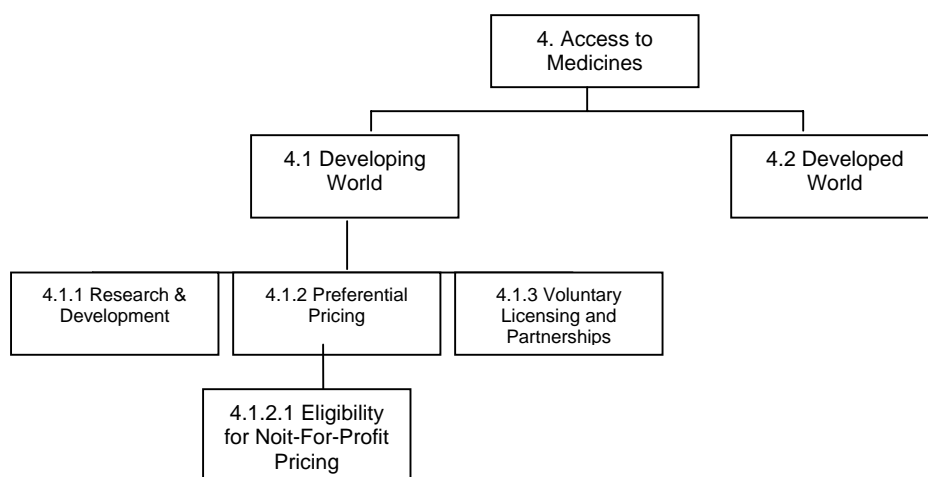 4. Access to
Medicines
4.1 Developing
World
4.2 Developed
World
4.1.1 Research &
Development
4.1.2 Preferential
Pricing
4.1.3 Voluntary
Licensing and
Partnerships
4.1.2.1 Eligibility
for Noit-For-Profit
Pricing